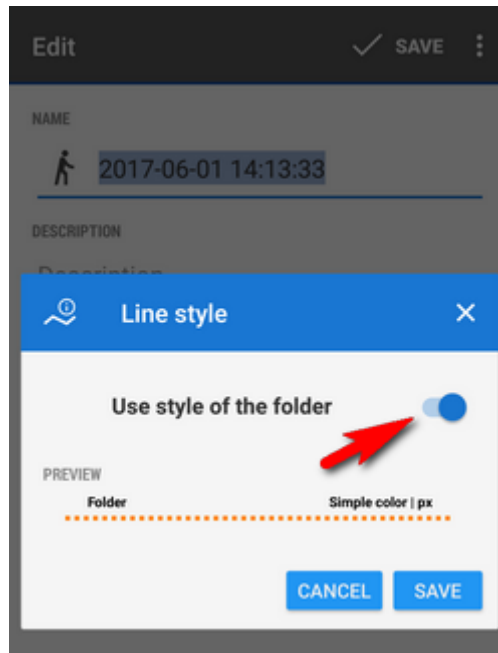 Edit SAVE
NAME
2017-06-01 14:13:33
DESCRIPTION
Description
Line style
Use style of the folder
PREVIEW
Folder Simple color | px
CANCEL SAVE